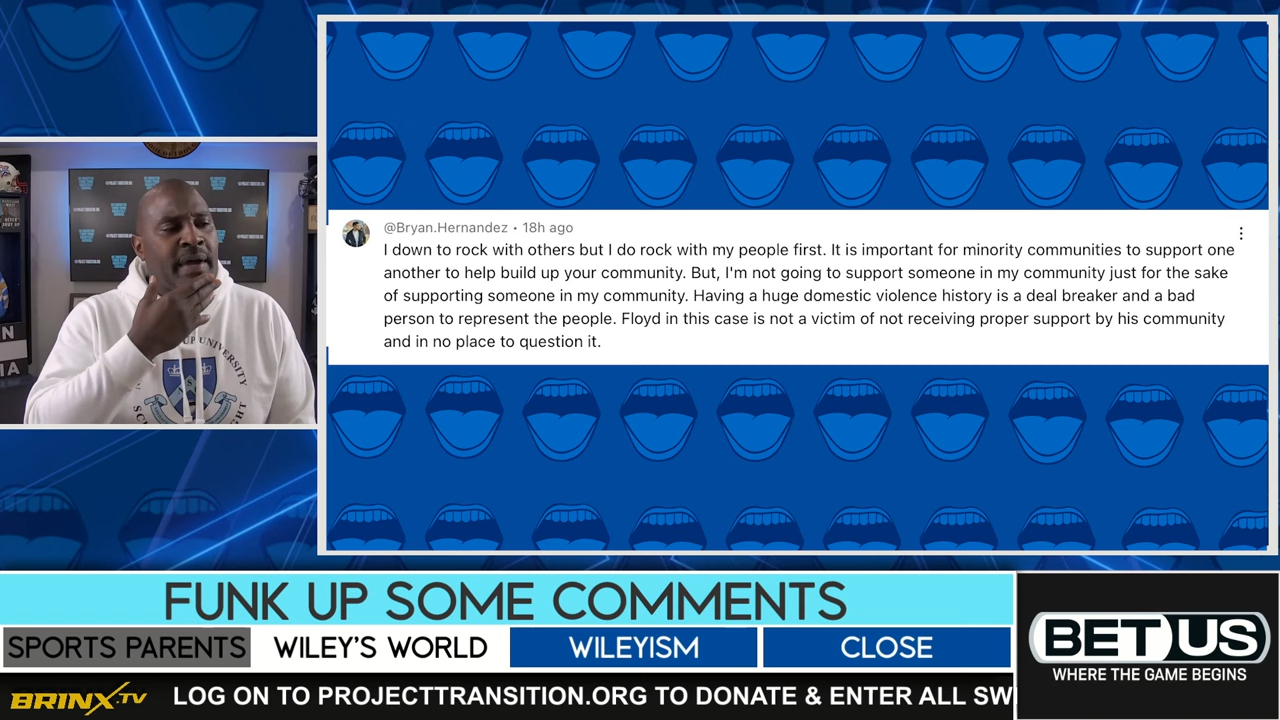 @Bryan.Hernandez • 18h ago
I down to rock with others but I do rock with my people first. It is important for minority communities to support one
another to help build up your community. But, I'm not going to support someone in my community just for the sake
of supporting someone in my community. Having a huge domestic violence history is a deal breaker and a bad
person to represent the people. Floyd in this case is not a victim of not receiving proper support by his community
and in no place to question it.
UP UNIVERSITY
N
IA
FUNK UP SOME COMMENTS
SPORTS PARENTS
WILEY'S WORLD
WILEYISM
CLOSE
BETUS
WHERE THE GAME BEGINS
BRINX.TV
LOG ON TO PROJECTTRANSITION.ORG TO DONATE & ENTER ALL SW